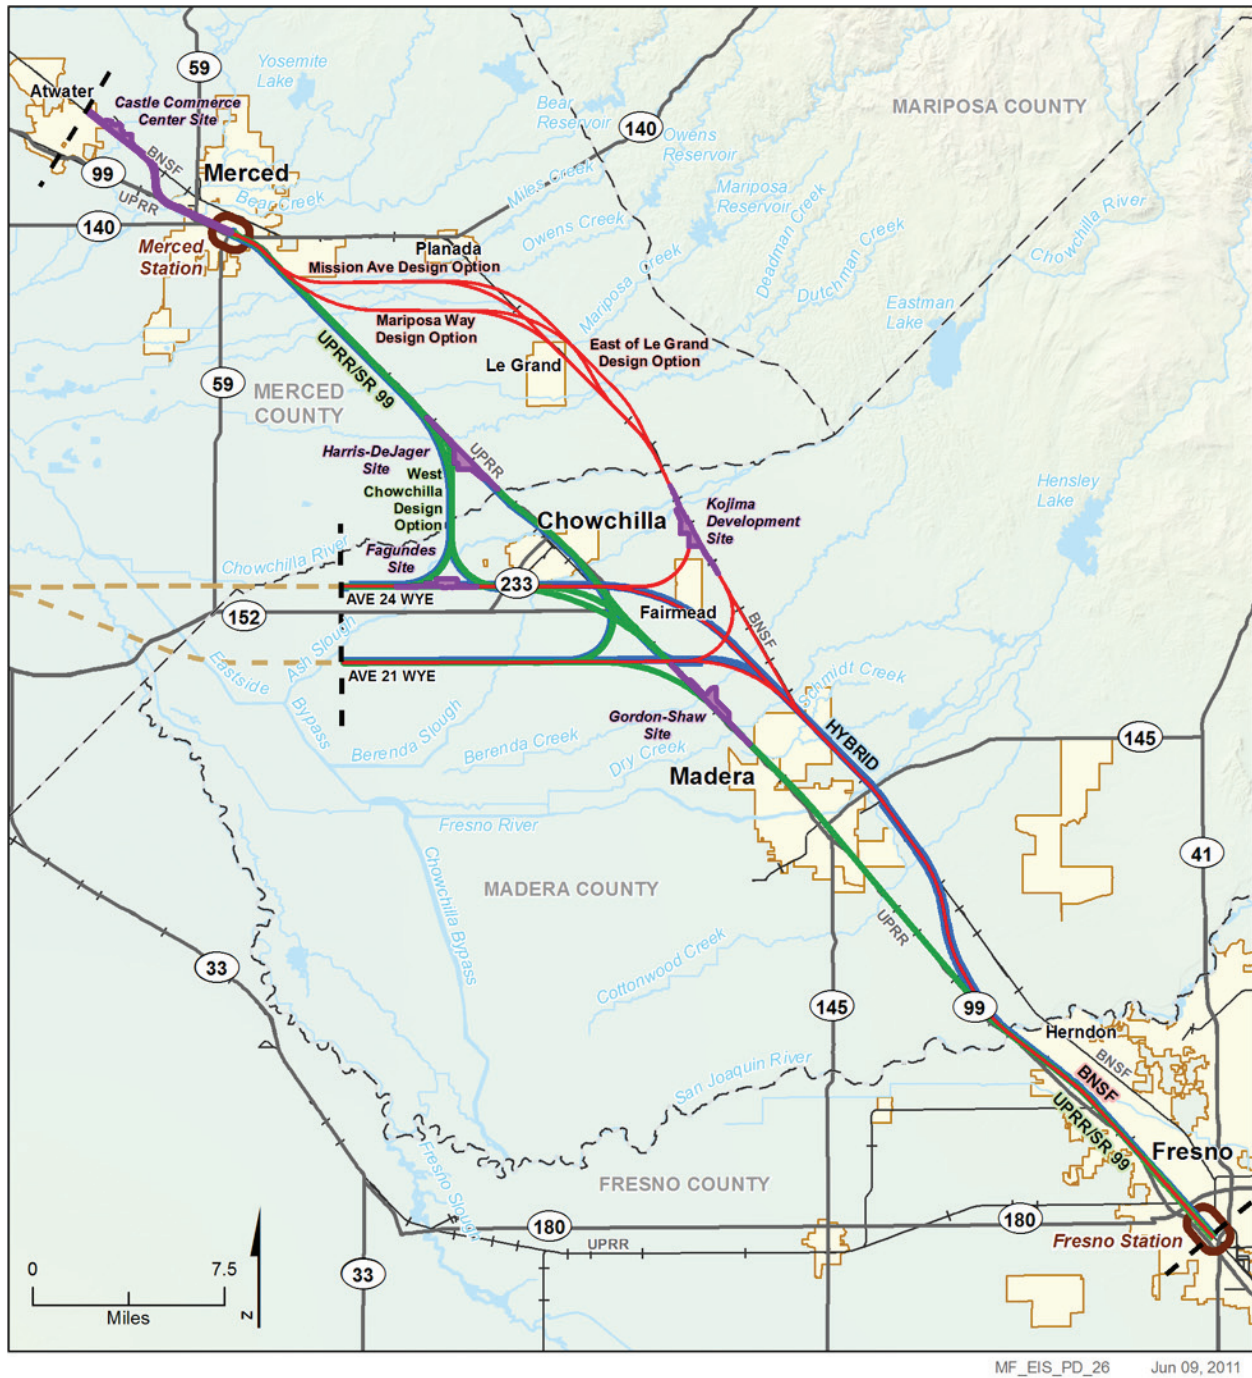 59
Yosemite
Lake
Atwater
Castle Commerce
Center Site
Bear
Reservoir
MARIPOSA COUNTY
140
Owens
Reservoir
BNSF
99
Merced
Miles Creek
Mariposa
Reservoir
Deadman Creek
Chowchilla River
UPRR
Bear Creek
140
Owens Creek
Dutchman Creek
Merced
Station
Planada
Mission Ave Design Option
Mariposa Creek
Eastman
Lake
Mariposa Way
Design Option
East of Le Grand
Design Option
UPRR/SR 99
Le Grand
59
MERCED
COUNTY
Harris-DeJager
Site
UPRR
West
Chowchilla
Design
Option
Hensley
Lake
Kojima
Development
Site
Chowchilla
Fagundes
Site
Chowchilla River
233
AVE 24 WYE
152
Fairmead
BNSF
Ash Slough
Eastside
Bypass
AVE 21 WYE
Schmidt Creek
Gordon-Shaw
Site
Berenda Slough
Berenda Creek
Dry Creek
HYBRID
145
Madera
Fresno River
41
Chowchilla Bypass
MADERA COUNTY
UPRR
33
Cottonwood Creek
145
99
Herndon
BNSF
San Joaquin River
BNSF
UPRR/SR 99
Fresno
Fresno Slough
FRESNO COUNTY
180
180
Fresno Station
UPRR
33
0
7.5
Miles
N
MF_EIS_PD_26
Jun 09, 2011